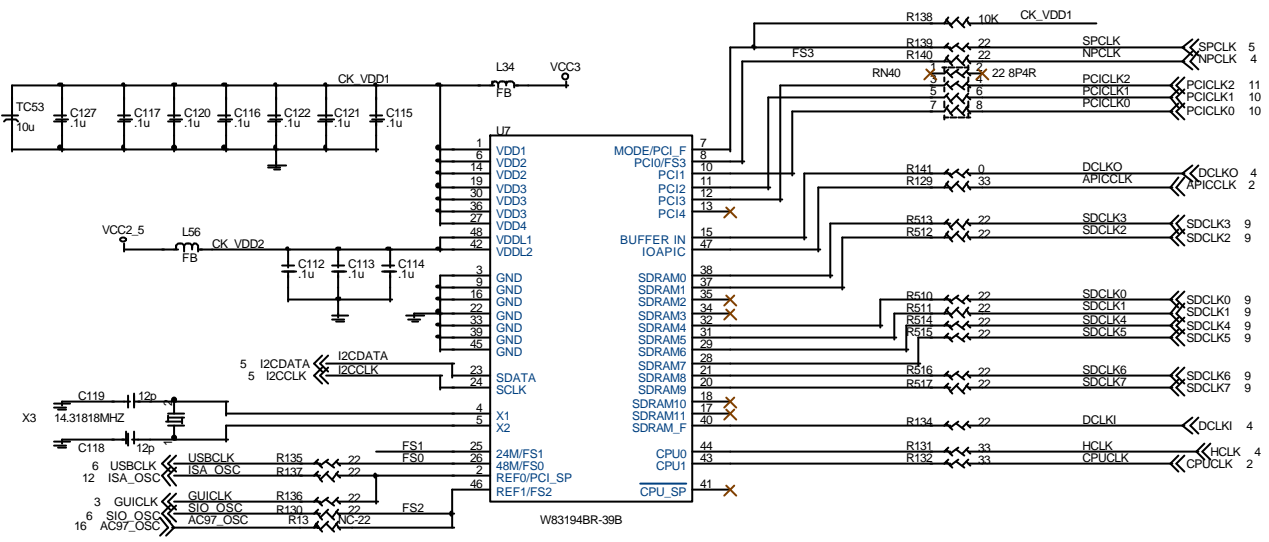 R138 10K CK_VDD1
R139 22 SPCLK SPCLK 5
FS3 R140 22 NPCLK NPCLK 4
RN40 1 2 22 8P4R
3 4 PCICLK2 PCICLK2 11
5 6 PCICLK1 PCICLK1 10
7 8 PCICLK0 PCICLK0 10
L34 VCC3
CK_VDD1 FB
TC53 C127 C117 C120 C116 C122 C121 C115
10u .1u .1u .1u .1u .1u .1u .1u
U7
1 VDD1 MODE/PCI_F 7
6 VDD2 PCI0/FS3 8
14 VDD2 PCI1 10
19 VDD3 PCI2 11
30 VDD3 PCI3 12
36 VDD3 PCI4 13
27 VDD4
48 VDDL1 BUFFER IN 15
42 VDDL2 IOAPIC 47
R141 0 DCLKO DCLKO 4
R129 33 APICCLK APICCLK 2
VCC2_5 L56 CK_VDD2
FB
C112 C113 C114
.1u .1u .1u
R513 22 SDCLK3 SDCLK3 9
R512 22 SDCLK2 SDCLK2 9
3 GND SDRAM0 38
9 GND SDRAM1 37
16 GND SDRAM2 35
22 GND SDRAM3 34
33 GND SDRAM4 32
39 GND SDRAM5 31
45 GND SDRAM6 29
SDRAM7 28
R510 22 SDCLK0 SDCLK0 9
R511 22 SDCLK1 SDCLK1 9
R514 22 SDCLK4 SDCLK4 9
R515 22 SDCLK5 SDCLK5 9
5 I2CDATA I2CDATA 23 SDATA SDRAM8 21
5 I2CCLK I2CCLK 24 SCLK SDRAM9 20
R516 22 SDCLK6 SDCLK6 9
R517 22 SDCLK7 SDCLK7 9
SDRAM10 18
SDRAM11 17
C119 12p 2
X3 14.31818MHZ
C118 12p 1
4 X1 SDRAM_F 40
5 X2
R134 22 DCLKI DCLKI 4
FS1 25 24M/FS1 CPU0 44
R131 33 HCLK HCLK 4
6 USBCLK USBCLK R135 22 FS0 26 48M/FS0 CPU1 43
R132 33 CPUCLK CPUCLK 2
12 ISA_OSC ISA_OSC R137 22 2 REF0/PCI_SP
46 REF1/FS2 CPU_SP 41
3 GUICLK GUICLK R136 22
6 SIO_OSC SIO_OSC R130 22 FS2
16 AC97_OSC AC97_OSC R13 NC-22
W83194BR-39B